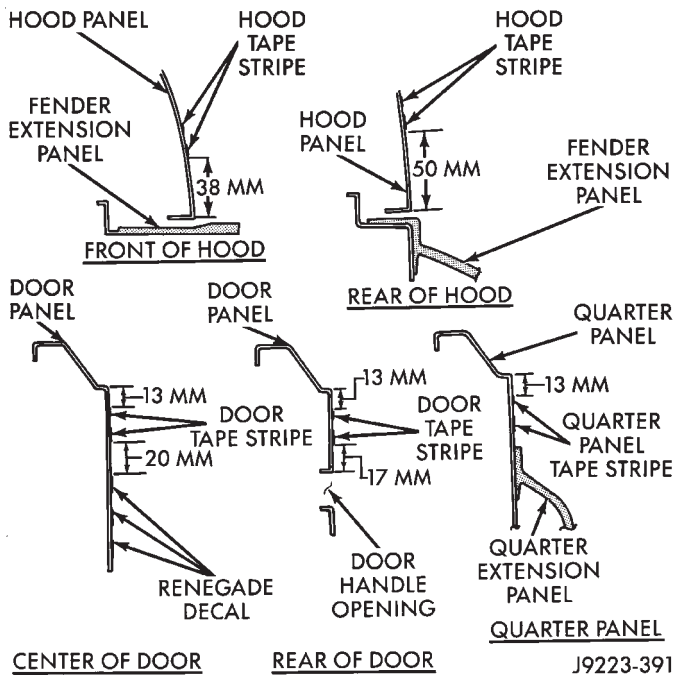 HOOD PANEL
HOOD
TAPE
STRIPE
FENDER
EXTENSION
PANEL
38 MM
FRONT OF HOOD
HOOD
TAPE
STRIPE
HOOD
PANEL
50 MM
FENDER
EXTENSION
PANEL
REAR OF HOOD
DOOR
PANEL
13 MM
DOOR
TAPE STRIPE
20 MM
RENEGADE
DECAL
CENTER OF DOOR
DOOR
PANEL
13 MM
DOOR
TAPE
STRIPE
17 MM
DOOR
HANDLE
OPENING
REAR OF DOOR
QUARTER
PANEL
13 MM
QUARTER
PANEL
TAPE STRIPE
QUARTER
EXTENSION
PANEL
QUARTER PANEL
J9223-391